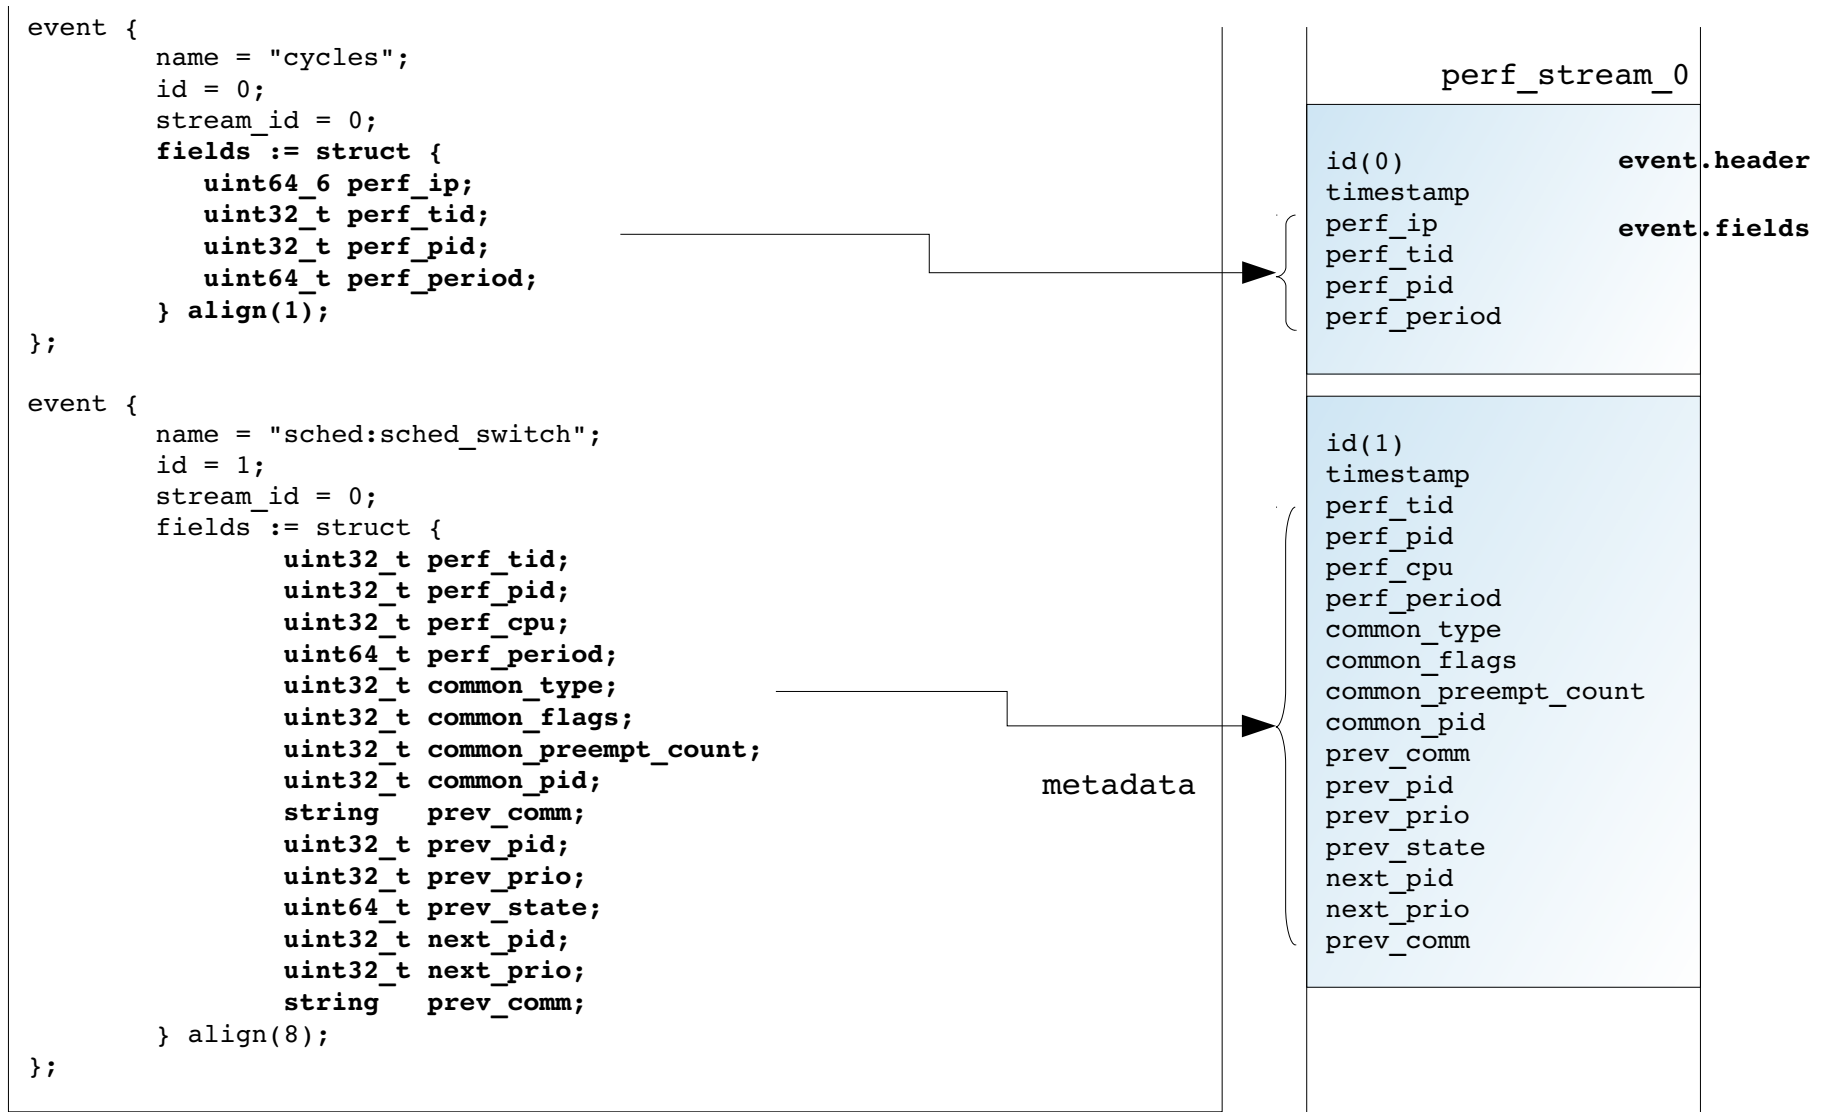 event {
name = "cycles";
id = 0;
stream_id = 0;
fields := struct {
uint64_6 perf_ip;
uint32_t perf_tid;
uint32_t perf_pid;
uint64_t perf_period;
} align(1);
};
event {
name = "sched:sched_switch";
id = 1;
stream_id = 0;
fields := struct {
uint32_t perf_tid;
uint32_t perf_pid;
uint32_t perf_cpu;
uint64_t perf_period;
uint32_t common_type;
uint32_t common_flags;
uint32_t common_preempt_count;
uint32_t common_pid;
string prev_comm;
uint32_t prev_pid;
uint32_t prev_prio;
uint64_t prev_state;
uint32_t next_pid;
uint32_t next_prio;
string prev_comm;
} align(8);
};
metadata
perf_stream_0
id(0) event.header
timestamp
perf_ip event.fields
perf_tid
perf_pid
perf_period
id(1)
timestamp
perf_tid
perf_pid
perf_cpu
perf_period
common_type
common_flags
common_preempt_count
common_pid
prev_comm
prev_pid
prev_prio
prev_state
next_pid
next_prio
prev_comm